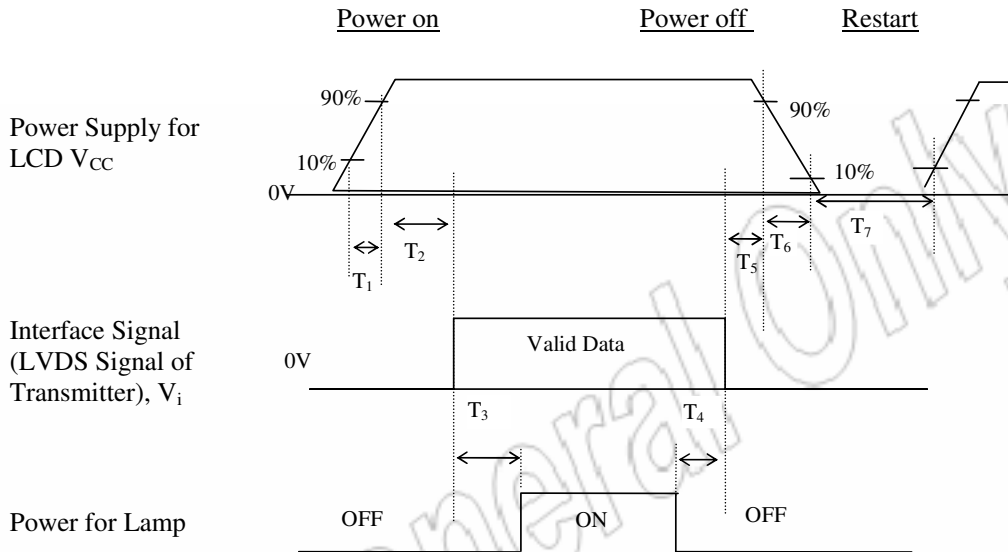 Power on
Power off
Restart
Power Supply for
LCD VCC
90%
10%
0V
90%
10%
T1
T2
T5
T6
T7
Interface Signal
(LVDS Signal of
Transmitter), Vi
0V
Valid Data
T3
T4
Power for Lamp
OFF
ON
OFF
neral Only